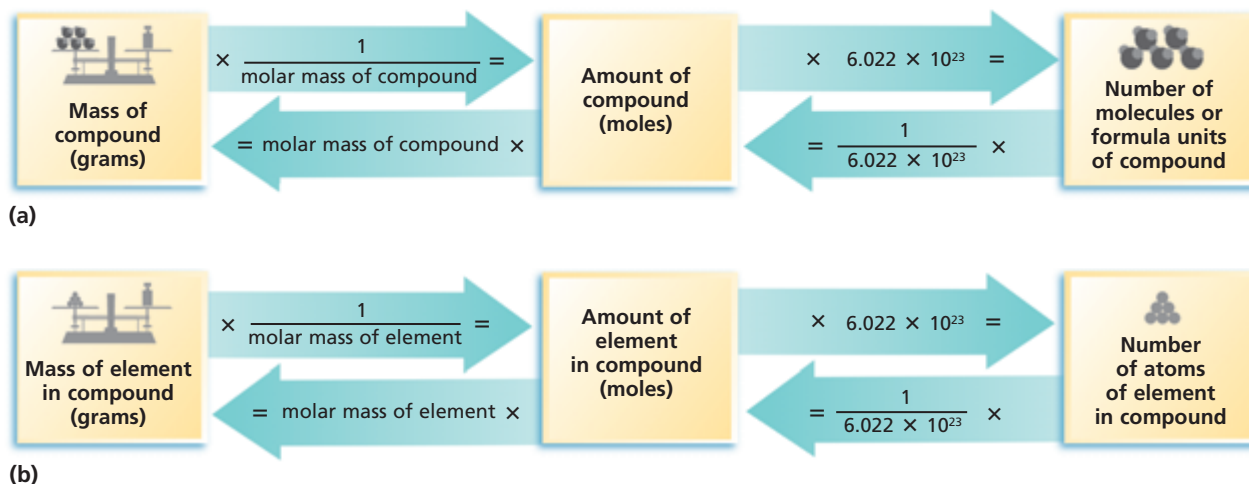 Mass of
compound
(grams)
× 1/molar mass of compound =
= molar mass of compound ×
Amount of
compound
(moles)
× 6.022 × 10²³ =
= 1/6.022 × 10²³ ×
Number of
molecules or
formula units
of compound
(a)
Mass of element
in compound
(grams)
× 1/molar mass of element =
= molar mass of element ×
Amount of
element
in compound
(moles)
× 6.022 × 10²³ =
= 1/6.022 × 10²³ ×
Number
of atoms
of element
in compound
(b)